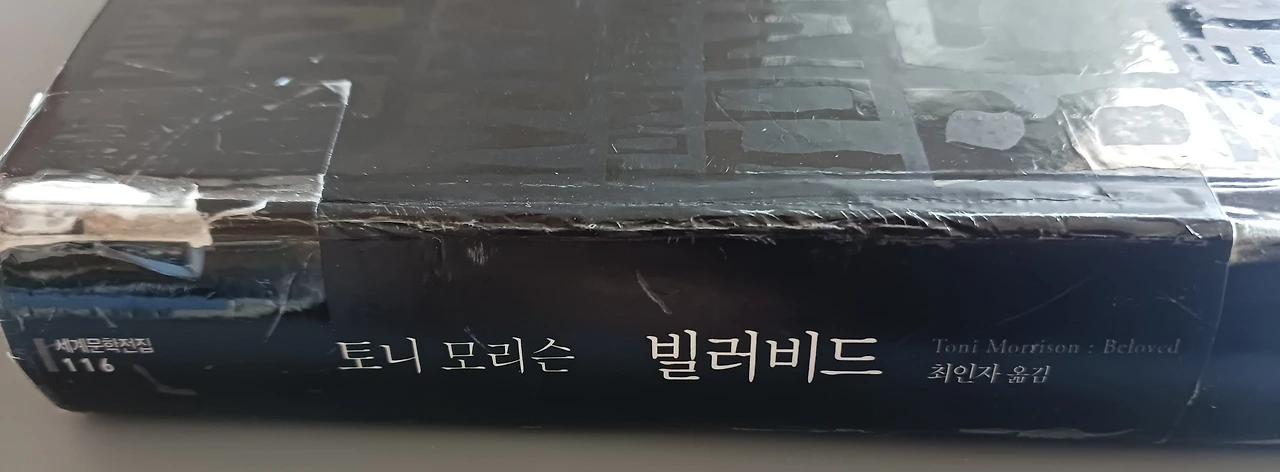 세계문학전집
116
토니 모리슨
빌러비드
Toni Morrison : Beloved
최인자 옮김